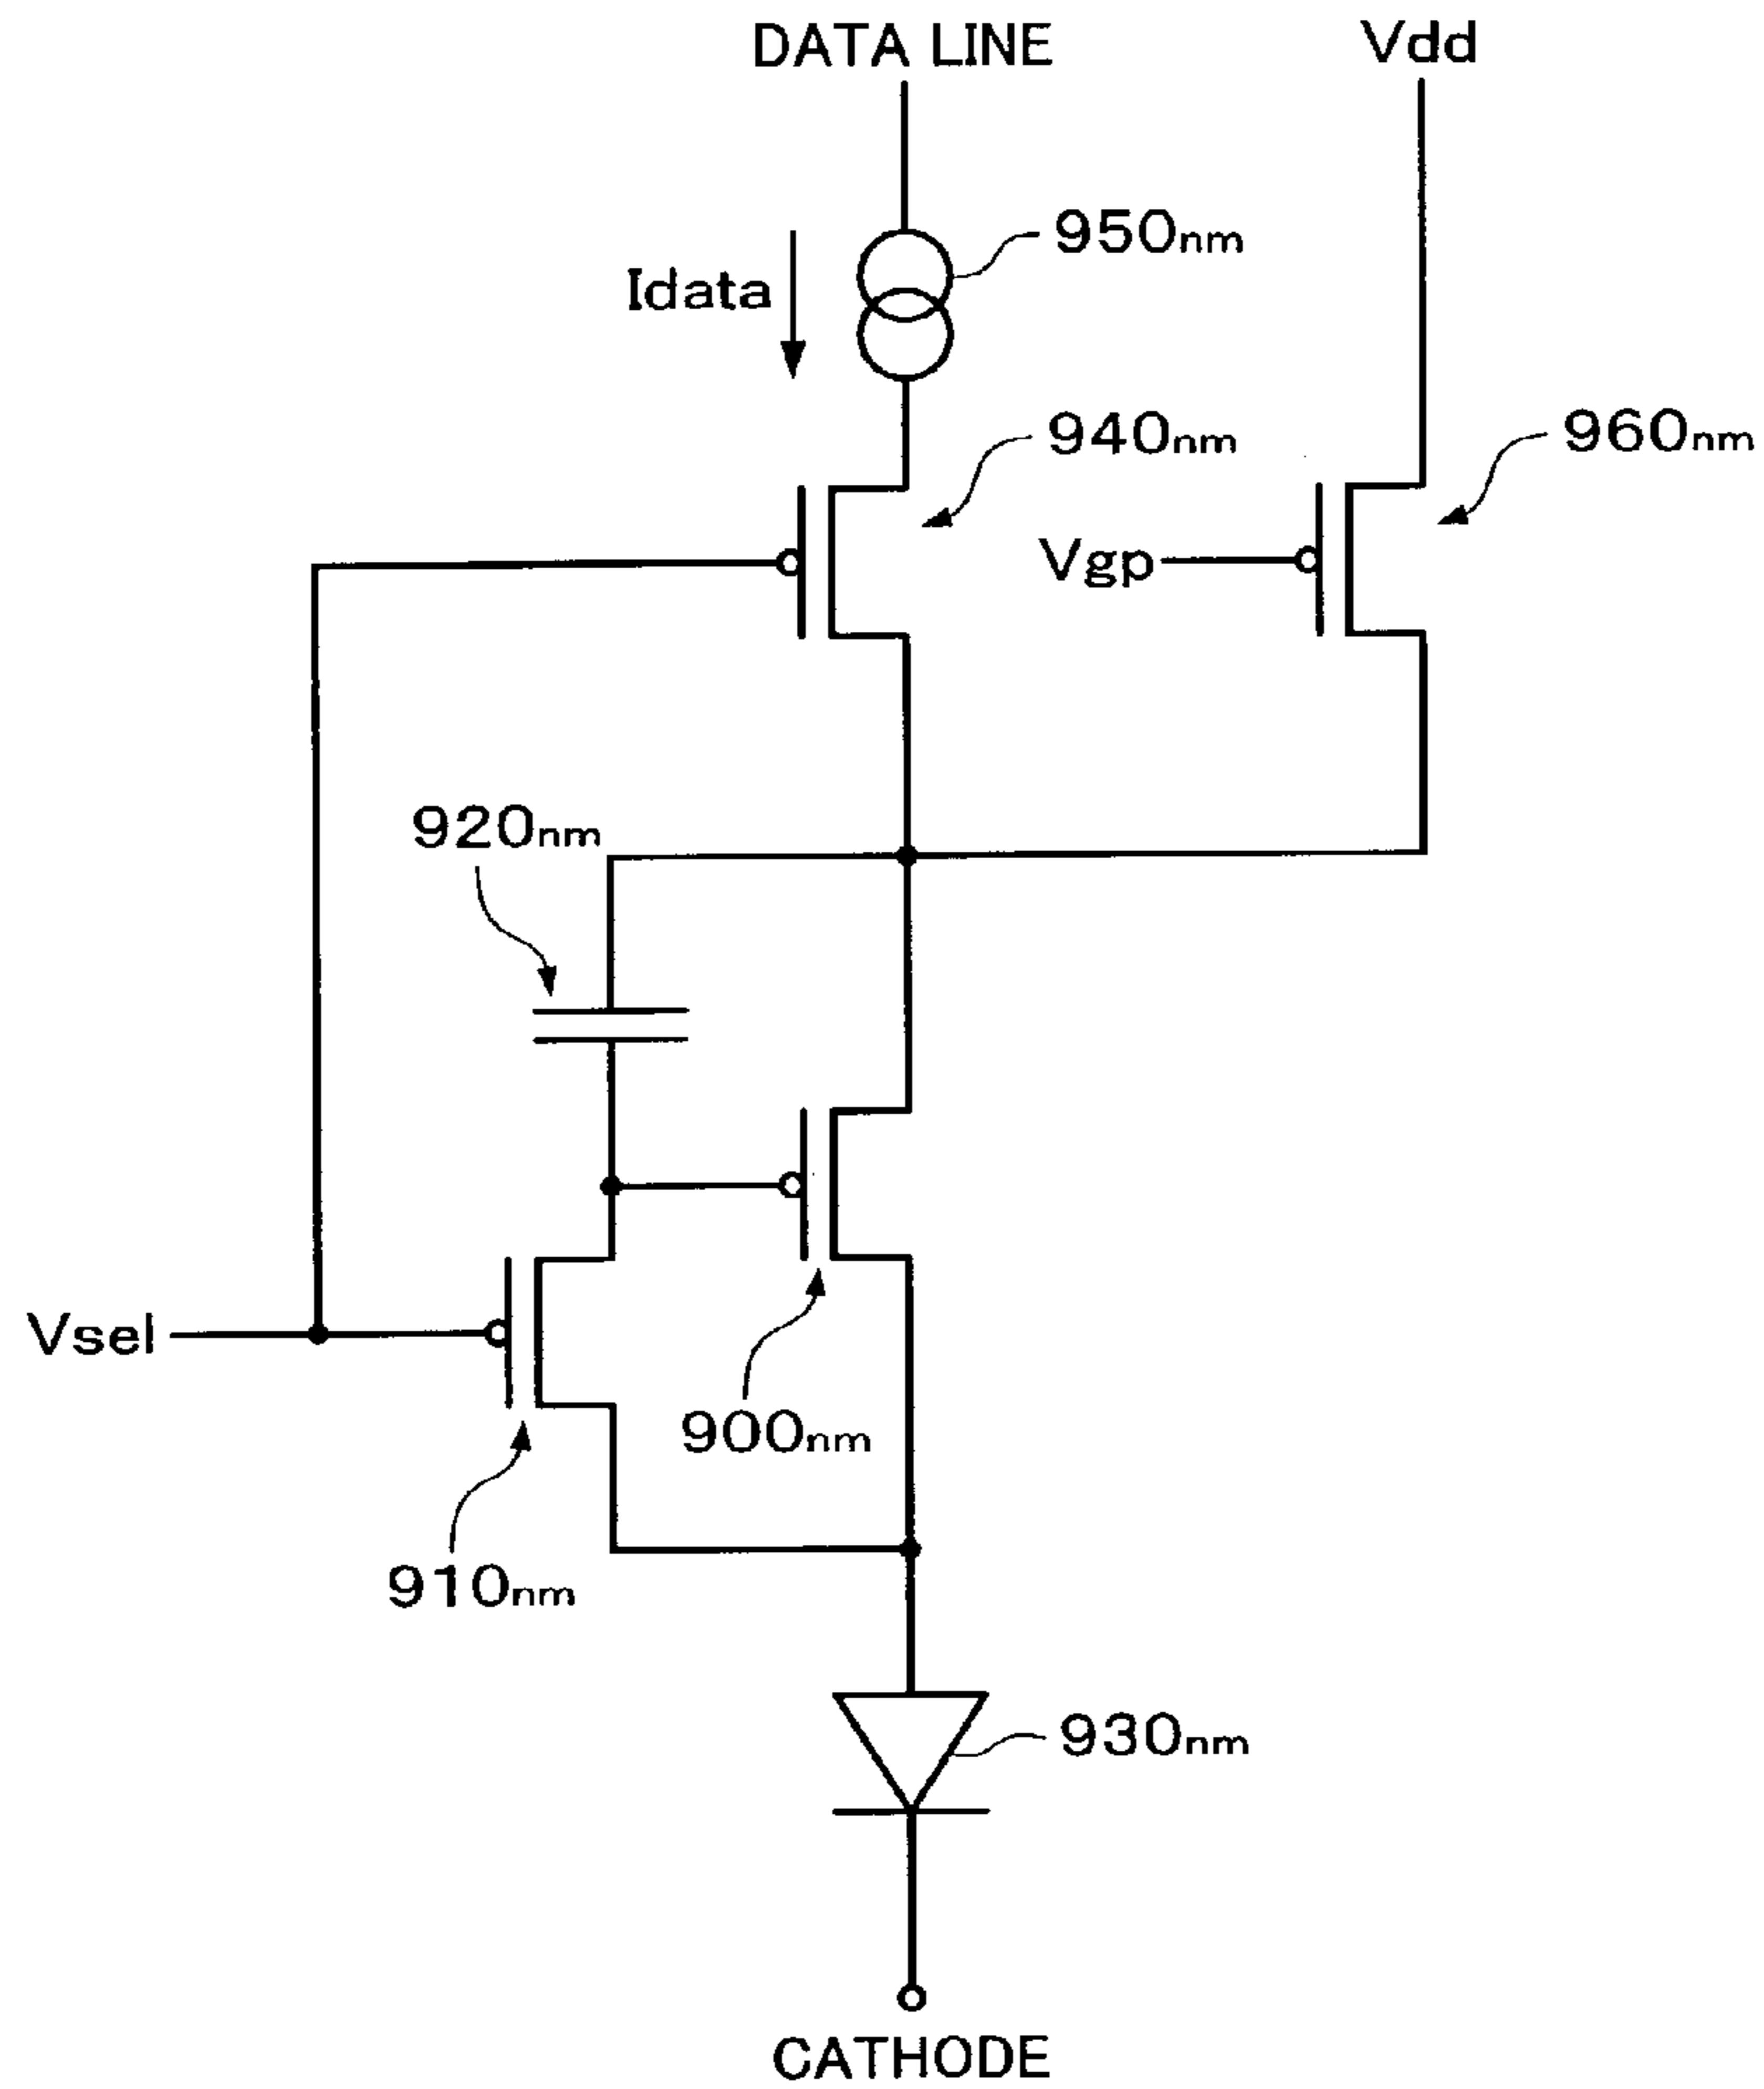 DATA LINE
Vdd
950nm
Idata
940nm
960nm
Vgp
920nm
Vsel
900nm
910nm
930nm
CATHODE